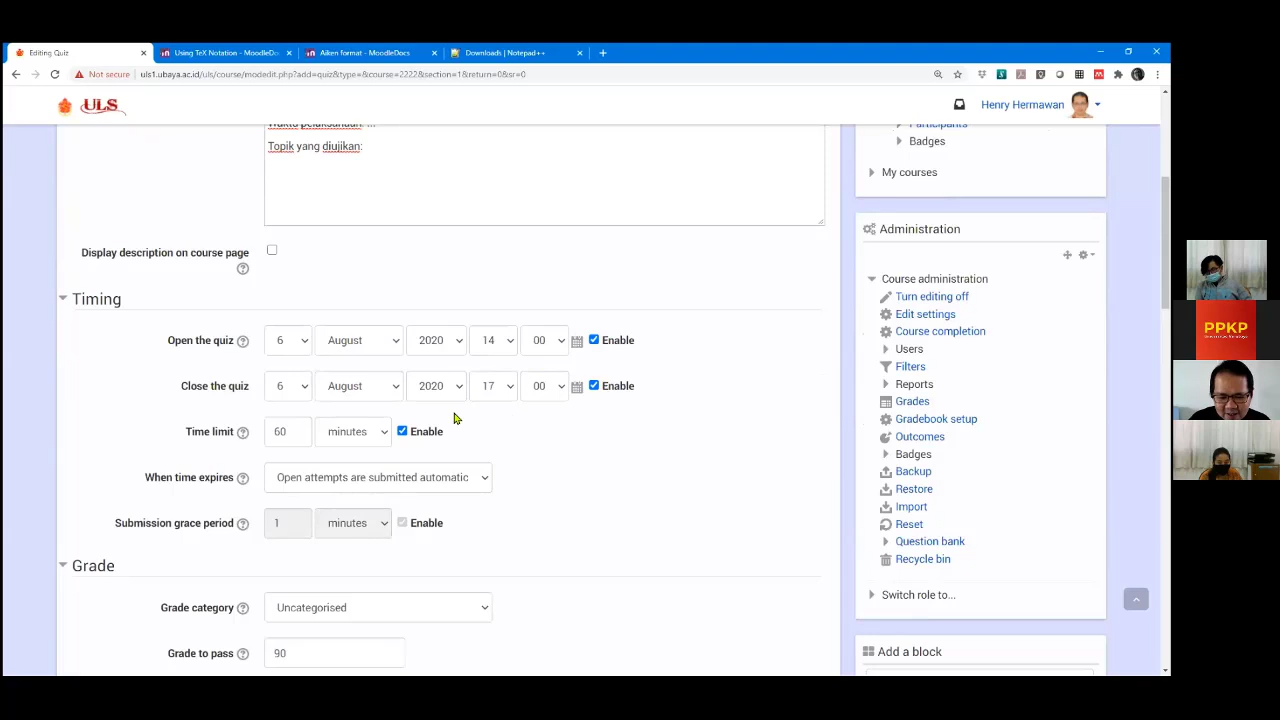 Editing Quiz
Using TeX Notation - MoodleDo
Aiken format - MoodleDocs
Downloads | Notepad++
Not secure
uls1.ubaya.ac.id/uls/course/modedit.php?add=quiz&type=&course=2222&section=1&return=0&sr=0
ULS
Henry Hermawan
Waktu pelaksanaan: ...
Topik yang diujikan:
Display description on course page
Timing
Open the quiz 6 August 2020 14 00 Enable
Close the quiz 6 August 2020 17 00 Enable
Time limit 60 minutes Enable
When time expires Open attempts are submitted automatic
Submission grace period 1 minutes Enable
Grade
Grade category Uncategorised
Grade to pass 90
Participants
Badges
My courses
Administration
Course administration
Turn editing off
Edit settings
Course completion
Users
Filters
Reports
Grades
Gradebook setup
Outcomes
Badges
Backup
Restore
Import
Reset
Question bank
Recycle bin
Switch role to...
Add a block
PPKP